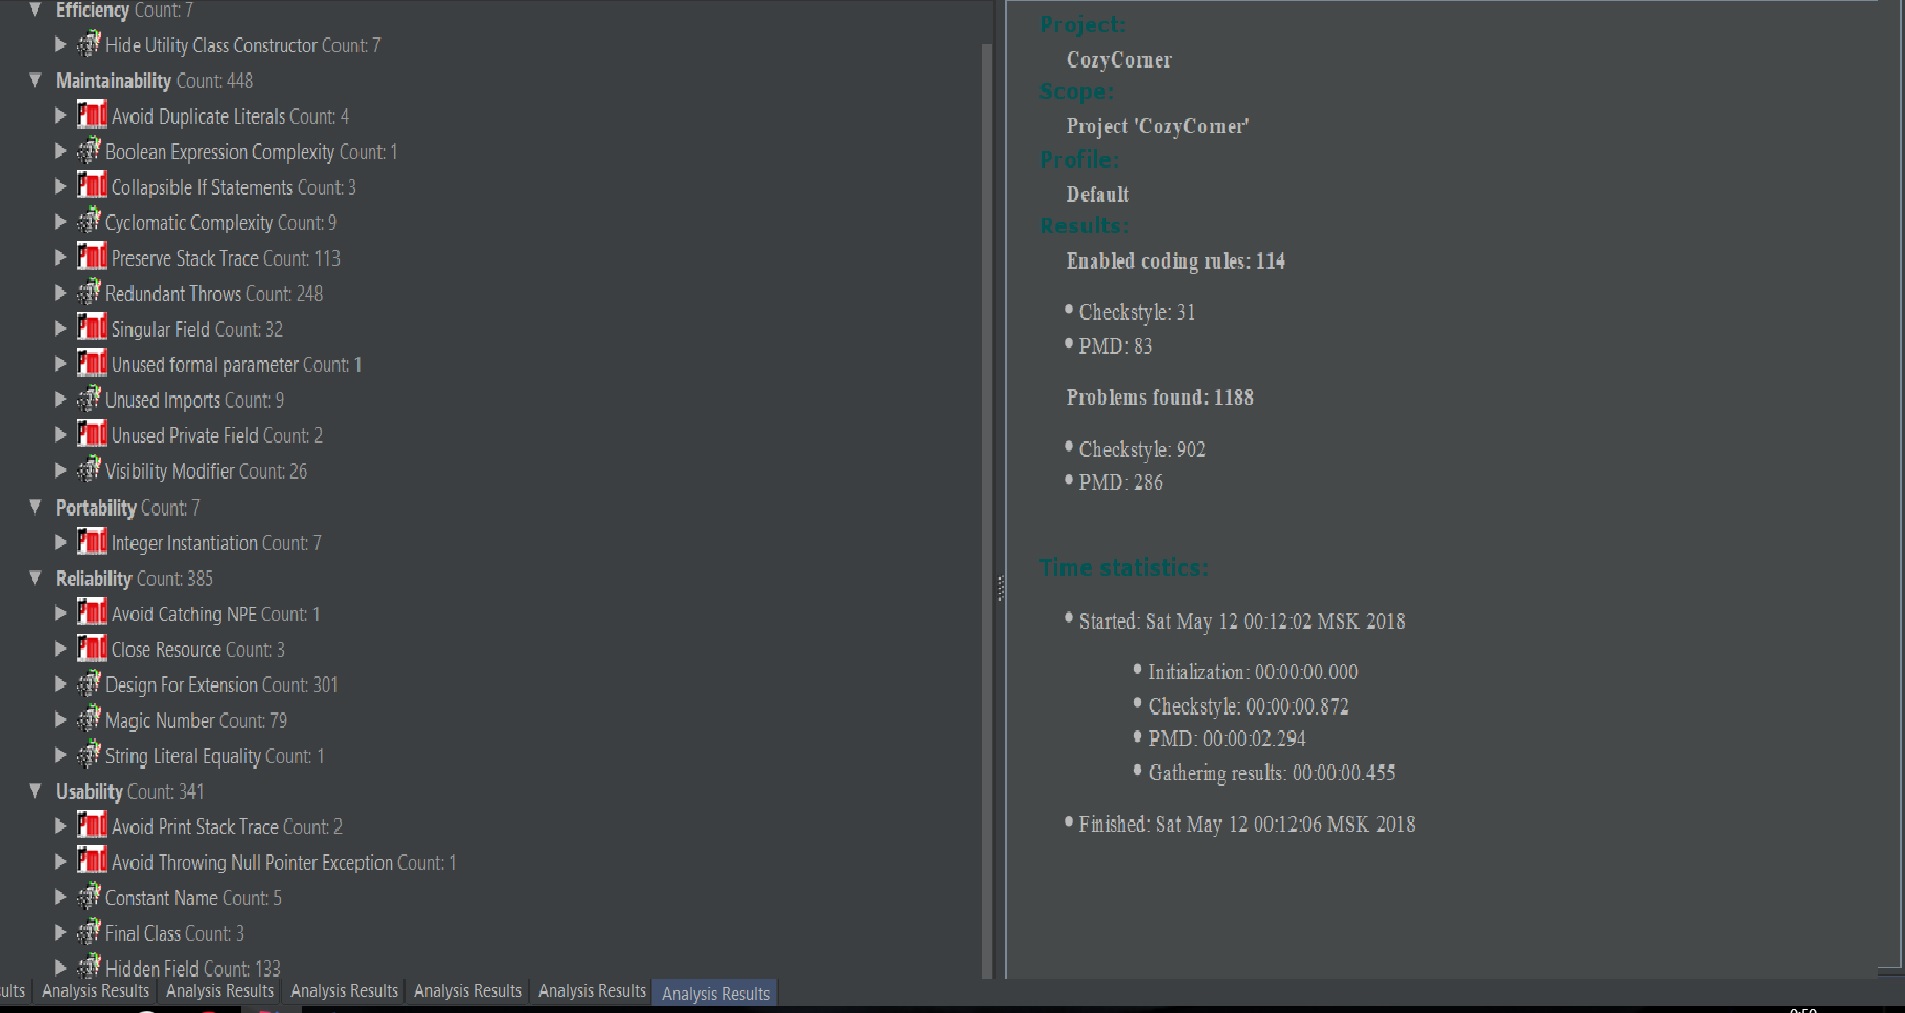 Efficiency Count: 7
Hide Utility Class Constructor Count: 7
Maintainability Count: 448
Avoid Duplicate Literals Count: 4
Boolean Expression Complexity Count: 1
Collapsible If Statements Count: 3
Cyclomatic Complexity Count: 9
Preserve Stack Trace Count: 113
Redundant Throws Count: 248
Singular Field Count: 32
Unused formal parameter Count: 1
Unused Imports Count: 9
Unused Private Field Count: 2
Visibility Modifier Count: 26
Portability Count: 7
Integer Instantiation Count: 7
Reliability Count: 385
Avoid Catching NPE Count: 1
Close Resource Count: 3
Design For Extension Count: 301
Magic Number Count: 79
String Literal Equality Count: 1
Usability Count: 341
Avoid Print Stack Trace Count: 2
Avoid Throwing Null Pointer Exception Count: 1
Constant Name Count: 5
Final Class Count: 3
Hidden Field Count: 133
Project:
CozyCorner
Scope:
Project 'CozyCorner'
Profile:
Default
Results:
Enabled coding rules: 114
• Checkstyle: 31
• PMD: 83
Problems found: 1188
• Checkstyle: 902
• PMD: 286
Time statistics:
• Started: Sat May 12 00:12:02 MSK 2018
• Initialization: 00:00:00.000
• Checkstyle: 00:00:00.872
• PMD: 00:00:02.294
• Gathering results: 00:00:00.455
• Finished: Sat May 12 00:12:06 MSK 2018
ults Analysis Results Analysis Results Analysis Results Analysis Results Analysis Results Analysis Results